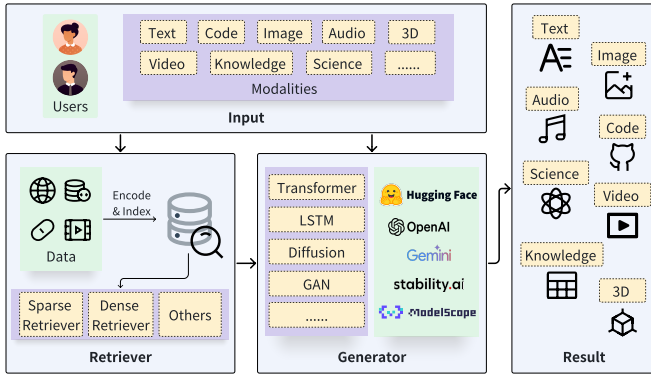 Users
Text Code Image Audio 3D
Video Knowledge Science ......
Modalities
Input
Data
Encode
& Index
Sparse
Retriever
Dense
Retriever
Others
Retriever
Transformer
LSTM
Diffusion
GAN
......
Hugging Face
OpenAI
Gemini
stability.ai
ModelScope
Generator
Text
Image
Audio
Code
Science
Video
Knowledge
3D
Result